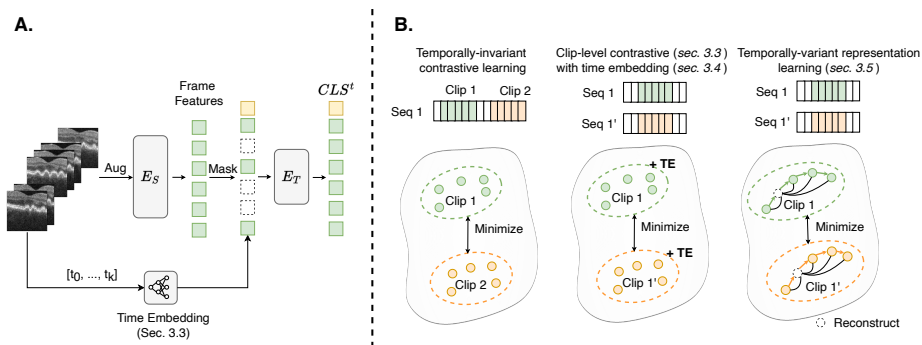 A.
Aug
E_S
Frame
Features
Mask
E_T
CLS^t
[t_0, ..., t_k]
Time Embedding
(Sec. 3.3)
B.
Temporally-invariant
contrastive learning
Clip 1
Clip 2
Seq 1
Clip 1
Minimize
Clip 2
Clip-level contrastive (sec. 3.3)
with time embedding (sec. 3.4)
Seq 1
Seq 1'
+ TE
Clip 1
Minimize
+ TE
Clip 1'
Temporally-variant representation
learning (sec. 3.5)
Seq 1
Seq 1'
Clip 1
Minimize
Clip 1'
Reconstruct